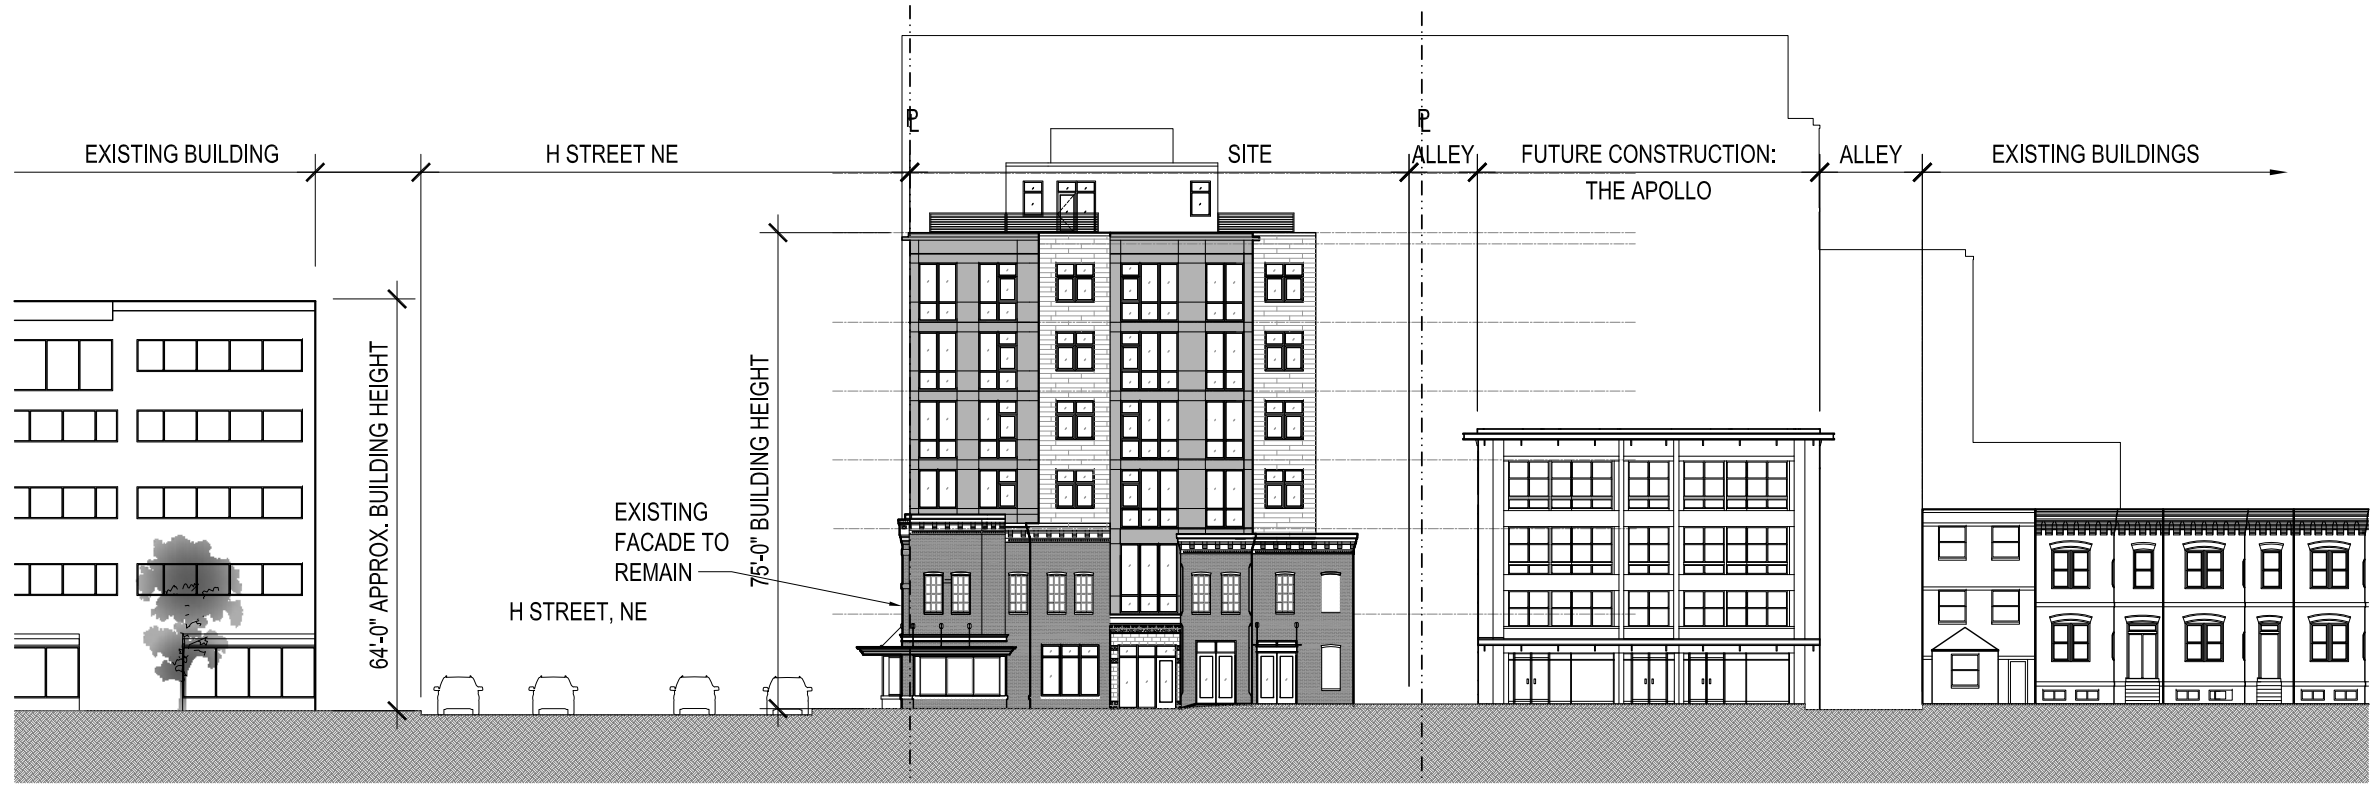 PL
PL
EXISTING BUILDING
H STREET NE
SITE
ALLEY
FUTURE CONSTRUCTION:
THE APOLLO
ALLEY
EXISTING BUILDINGS
64'-0" APPROX. BUILDING HEIGHT
75'-0" BUILDING HEIGHT
EXISTING
FACADE TO
REMAIN
H STREET, NE